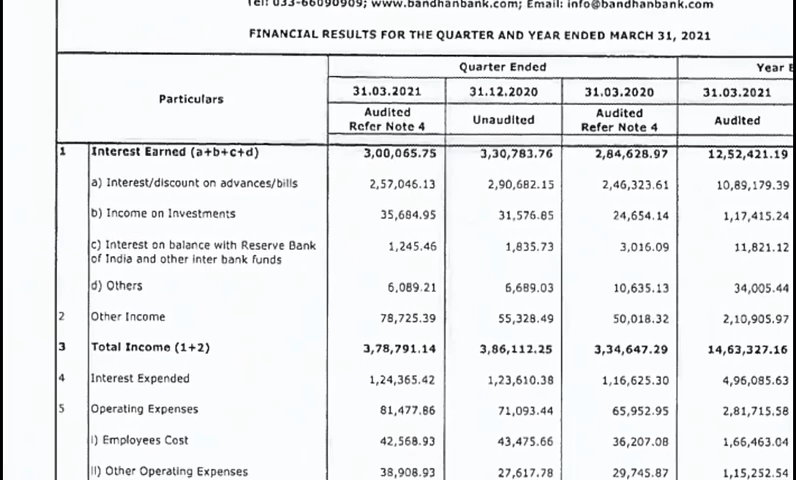 Tel: 033-66090909; www.bandhanbank.com; Email: info@bandhanbank.com
FINANCIAL RESULTS FOR THE QUARTER AND YEAR ENDED MARCH 31, 2021
Particulars Quarter Ended Year
31.03.2021 31.12.2020 31.03.2020 31.03.2021
Audited Refer Note 4 Unaudited Audited Refer Note 4 Audited
1 Interest Earned (a+b+c+d) 3,00,065.75 3,30,783.76 2,84,628.97 12,52,421.19
a) Interest/discount on advances/bills 2,57,046.13 2,90,682.15 2,46,323.61 10,89,179.39
b) Income on Investments 35,684.95 31,576.85 24,654.14 1,17,415.24
c) Interest on balance with Reserve Bank 1,245.46 1,835.73 3,016.09 11,821.12
of India and other inter bank funds
d) Others 6,089.21 6,689.03 10,635.13 34,005.44
2 Other Income 78,725.39 55,328.49 50,018.32 2,10,905.97
3 Total Income (1+2) 3,78,791.14 3,86,112.25 3,34,647.29 14,63,327.16
4 Interest Expended 1,24,365.42 1,23,610.38 1,16,625.30 4,96,085.63
5 Operating Expenses 81,477.86 71,093.44 65,952.95 2,81,715.58
i) Employees Cost 42,568.93 43,475.66 36,207.08 1,66,463.04
ii) Other Operating Expenses 38,908.93 27,617.78 29,745.87 1,15,252.54